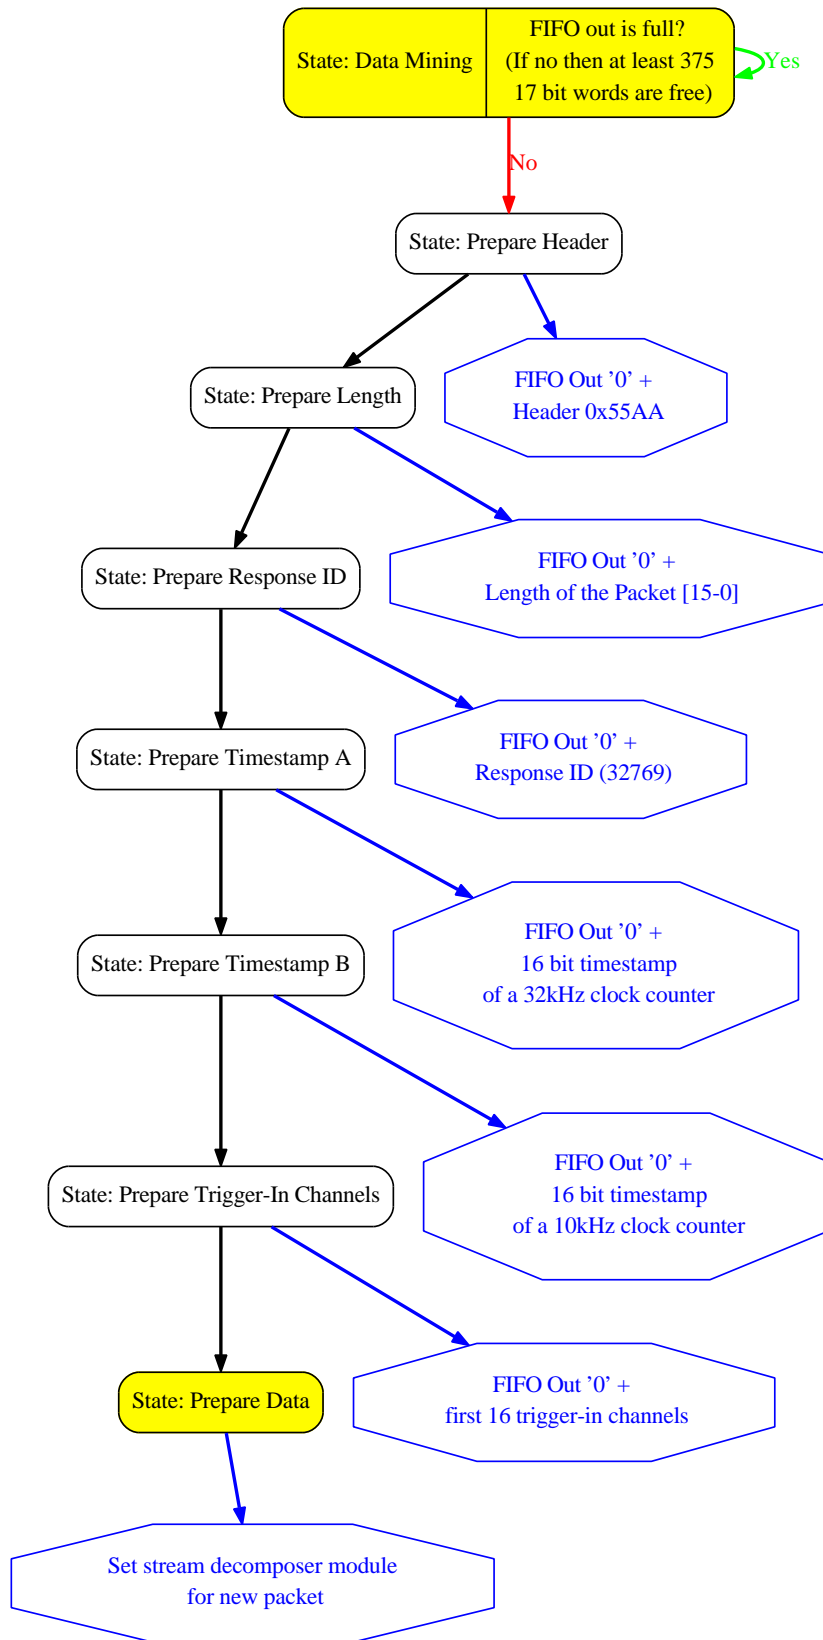 State: Data Mining
FIFO out is full?
(If no then at least 375
17 bit words are free)
Yes
No
State: Prepare Header
FIFO Out ’0’ +
Header 0x55AA
State: Prepare Length
FIFO Out ’0’ +
Length of the Packet [15-0]
State: Prepare Response ID
FIFO Out ’0’ +
Response ID (32769)
State: Prepare Timestamp A
FIFO Out ’0’ +
16 bit timestamp
of a 32kHz clock counter
State: Prepare Timestamp B
FIFO Out ’0’ +
16 bit timestamp
of a 10kHz clock counter
State: Prepare Trigger-In Channels
FIFO Out ’0’ +
first 16 trigger-in channels
State: Prepare Data
Set stream decomposer module
for new packet